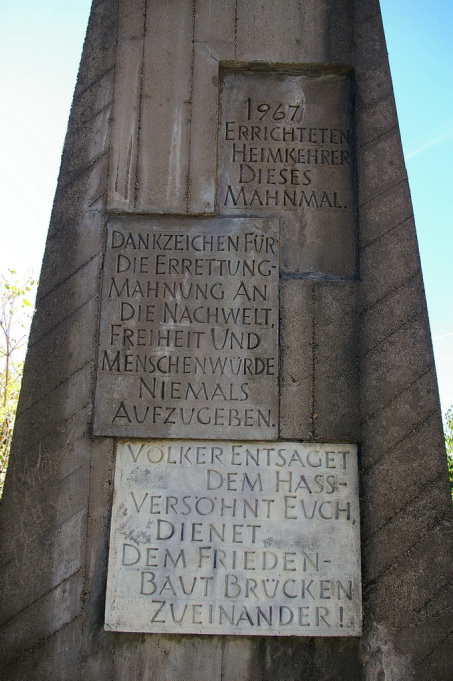 1967
ERRICHTETEN
HEIMKEHRER
DIESES
MAHNMAL.
DANKZEICHEN FÜR
DIE ERRETTUNG-
MAHNUNG AN
DIE NACHWELT,
FREIHEIT UND
MENSCHENWÜRDE
NIEMALS
AUFZUGEBEN.
VÖLKER ENTSAGET
DEM HASS-
VERSÖHNT EUCH,
DIENET
DEM FRIEDEN-
BAUT BRÜCKEN
ZUEINANDER!